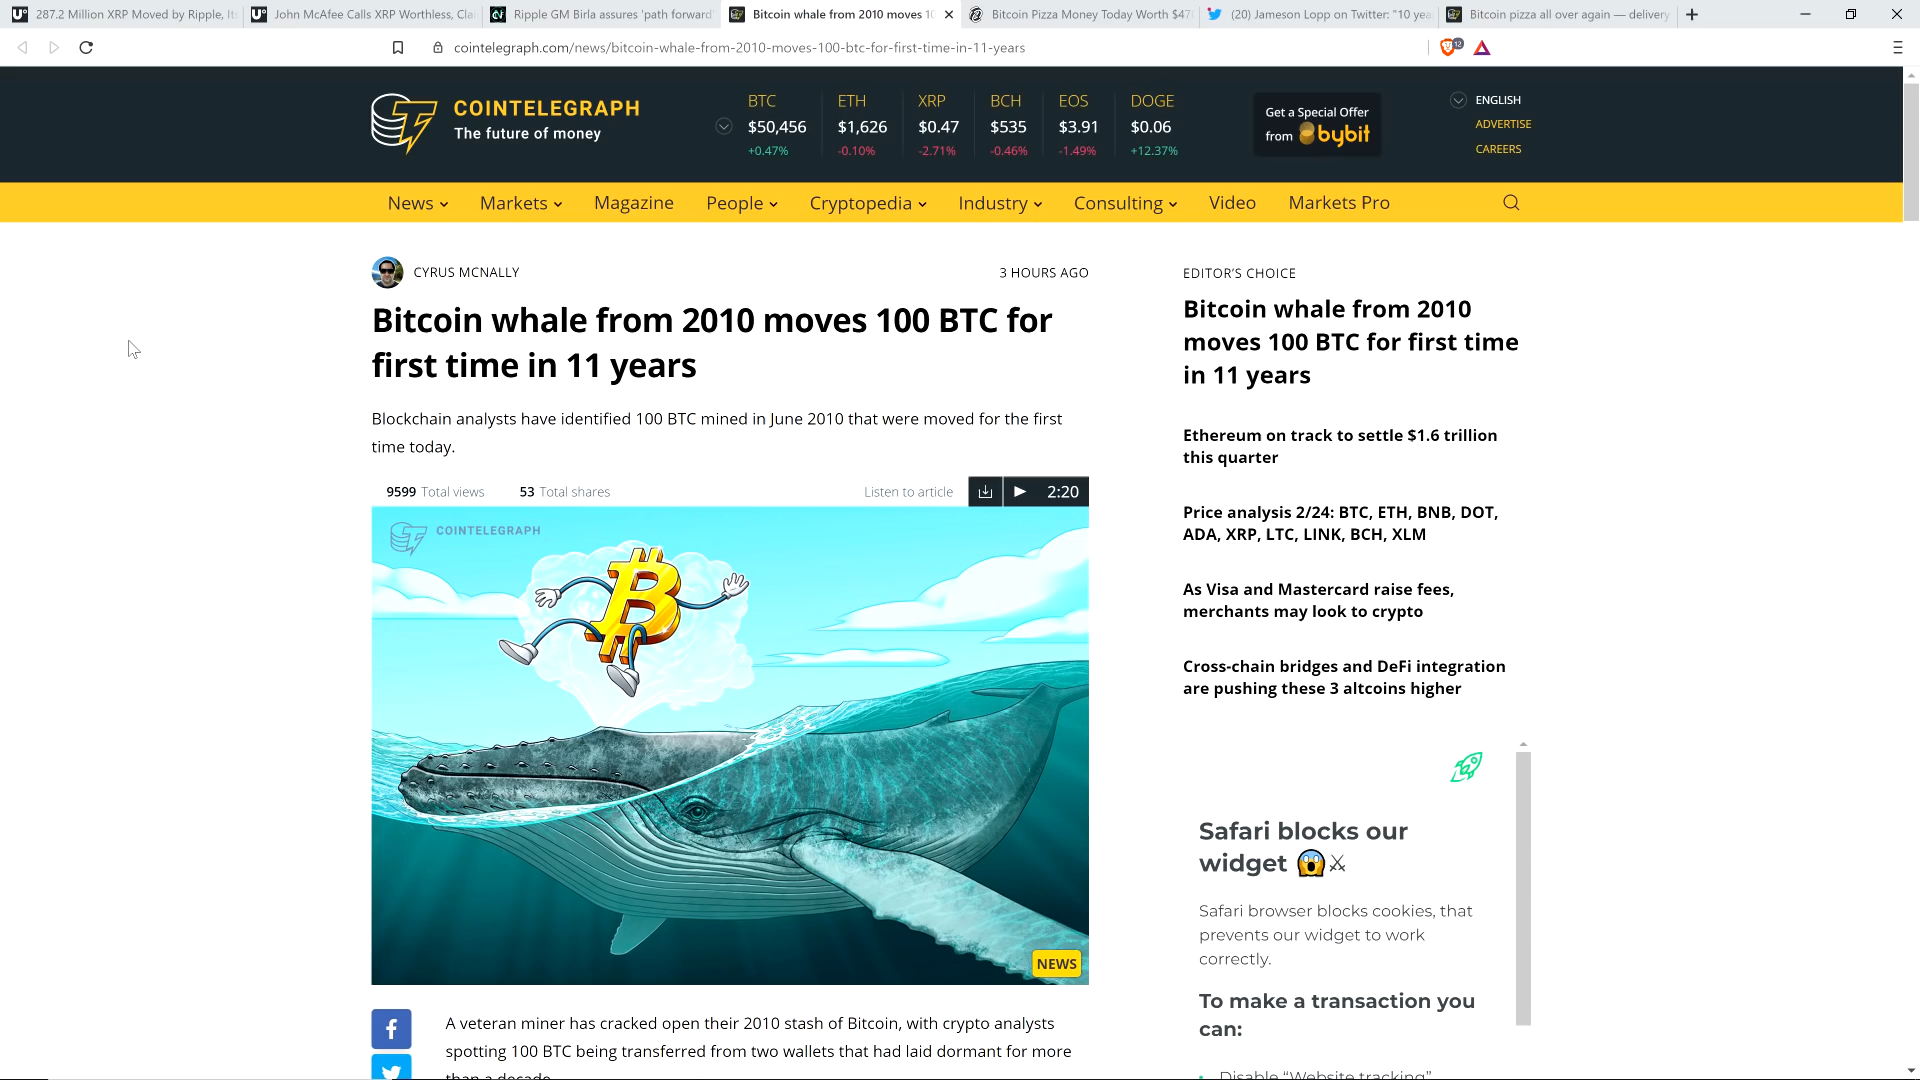 287.2 Million XRP Moved by Ripple, It
John McAfee Calls XRP Worthless, Cla
Ripple GM Birla assures 'path forward'
Bitcoin whale from 2010 moves 10
Bitcoin Pizza Money Today Worth $47
(20) Jameson Lopp on Twitter: "10 yea
Bitcoin pizza all over again — delivery
cointelegraph.com/news/bitcoin-whale-from-2010-moves-100-btc-for-first-time-in-11-years
12
COINTELEGRAPH
The future of money
BTC ETH XRP BCH EOS DOGE
$50,456 $1,626 $0.47 $535 $3.91 $0.06
+0.47% -0.10% -2.71% -0.46% -1.49% +12.37%
Get a Special Offer
from bybit
ENGLISH
ADVERTISE
CAREERS
News Markets Magazine People Cryptopedia Industry Consulting Video Markets Pro
CYRUS MCNALLY
3 HOURS AGO
Bitcoin whale from 2010 moves 100 BTC for
first time in 11 years
Blockchain analysts have identified 100 BTC mined in June 2010 that were moved for the first
time today.
9599 Total views 53 Total shares
Listen to article 2:20
COINTELEGRAPH
NEWS
A veteran miner has cracked open their 2010 stash of Bitcoin, with crypto analysts
spotting 100 BTC being transferred from two wallets that had laid dormant for more
than a decade.
EDITOR'S CHOICE
Bitcoin whale from 2010
moves 100 BTC for first time
in 11 years
Ethereum on track to settle $1.6 trillion
this quarter
Price analysis 2/24: BTC, ETH, BNB, DOT,
ADA, XRP, LTC, LINK, BCH, XLM
As Visa and Mastercard raise fees,
merchants may look to crypto
Cross-chain bridges and DeFi integration
are pushing these 3 altcoins higher
Safari blocks our
widget 😱⚔
Safari browser blocks cookies, that
prevents our widget to work
correctly.
To make a transaction you
can:
Disable "Website tracking"